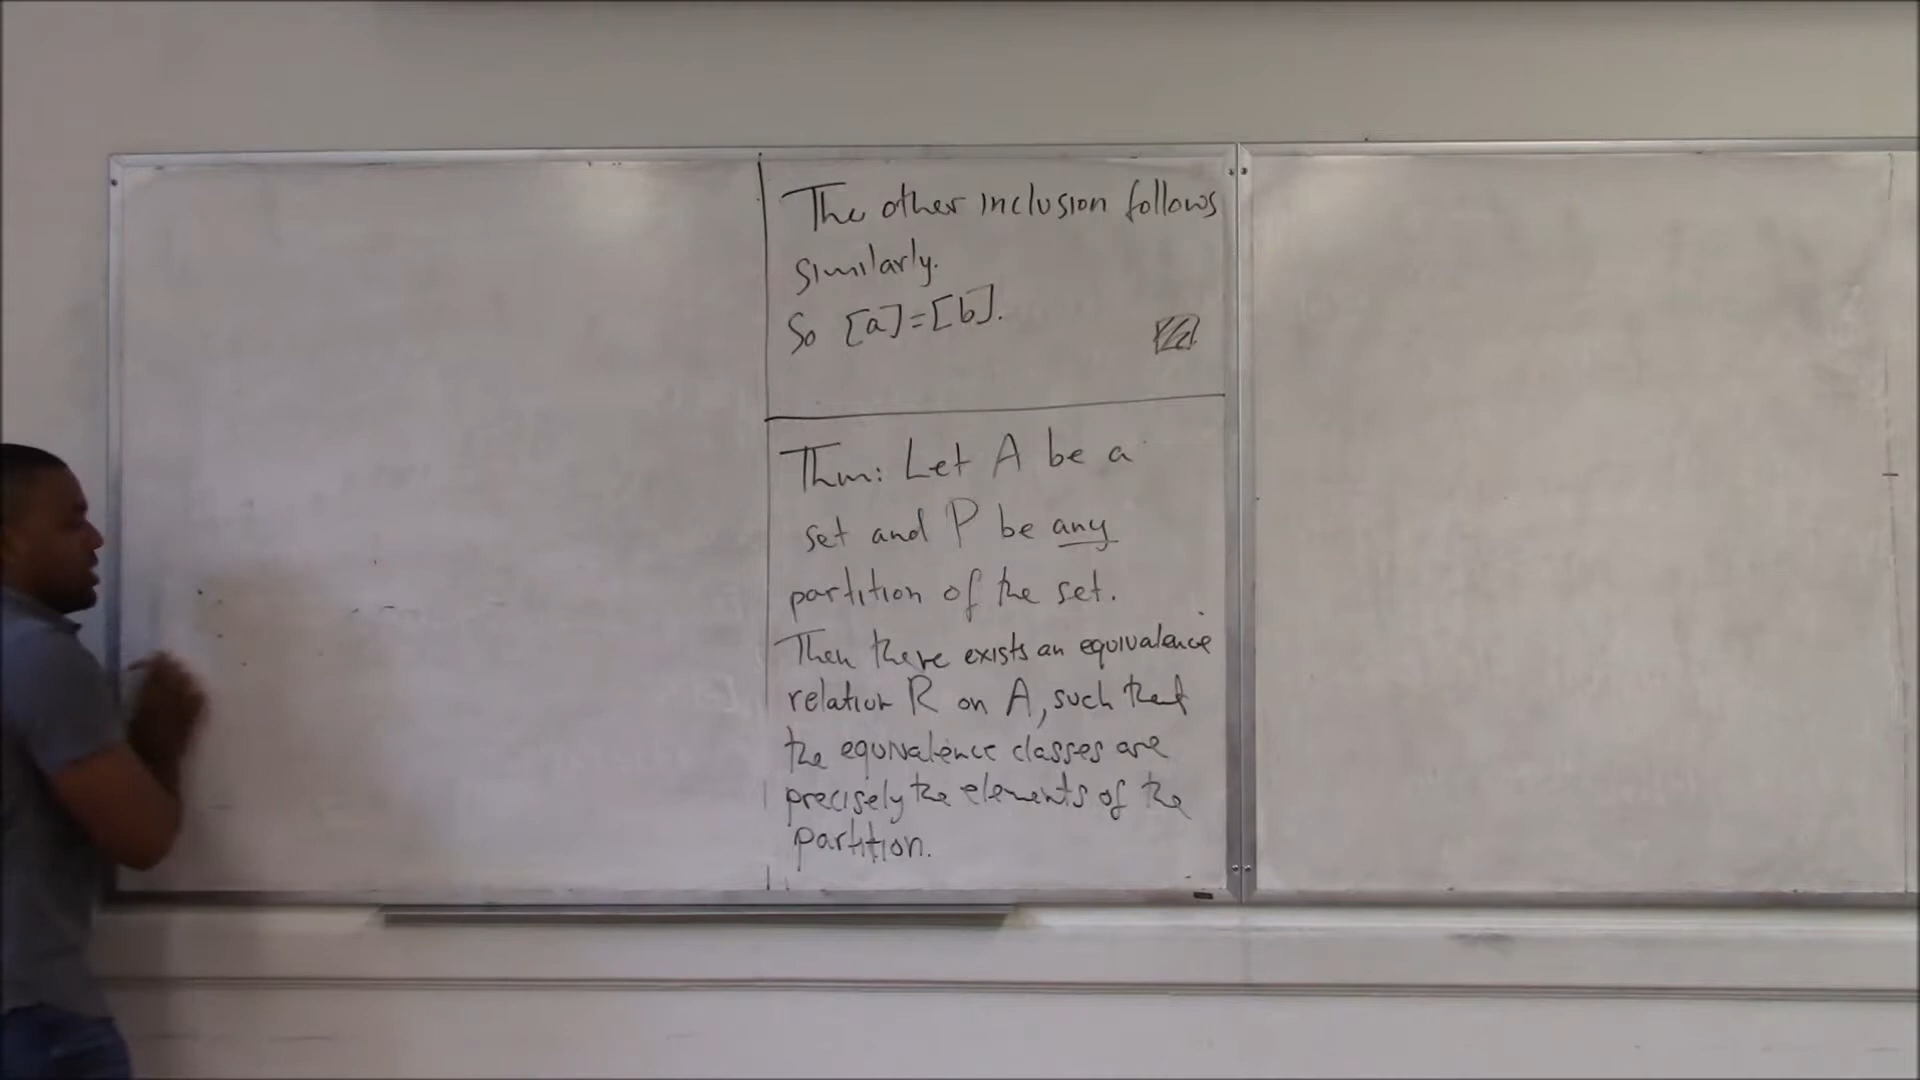 The other inclusion follows
similarly.
So [a]=[b].
Thm: Let A be a
set and P be any
partition of the set.
Then there exists an equivalence
relation R on A, such that
the equivalence classes are
precisely the elements of the
partition.